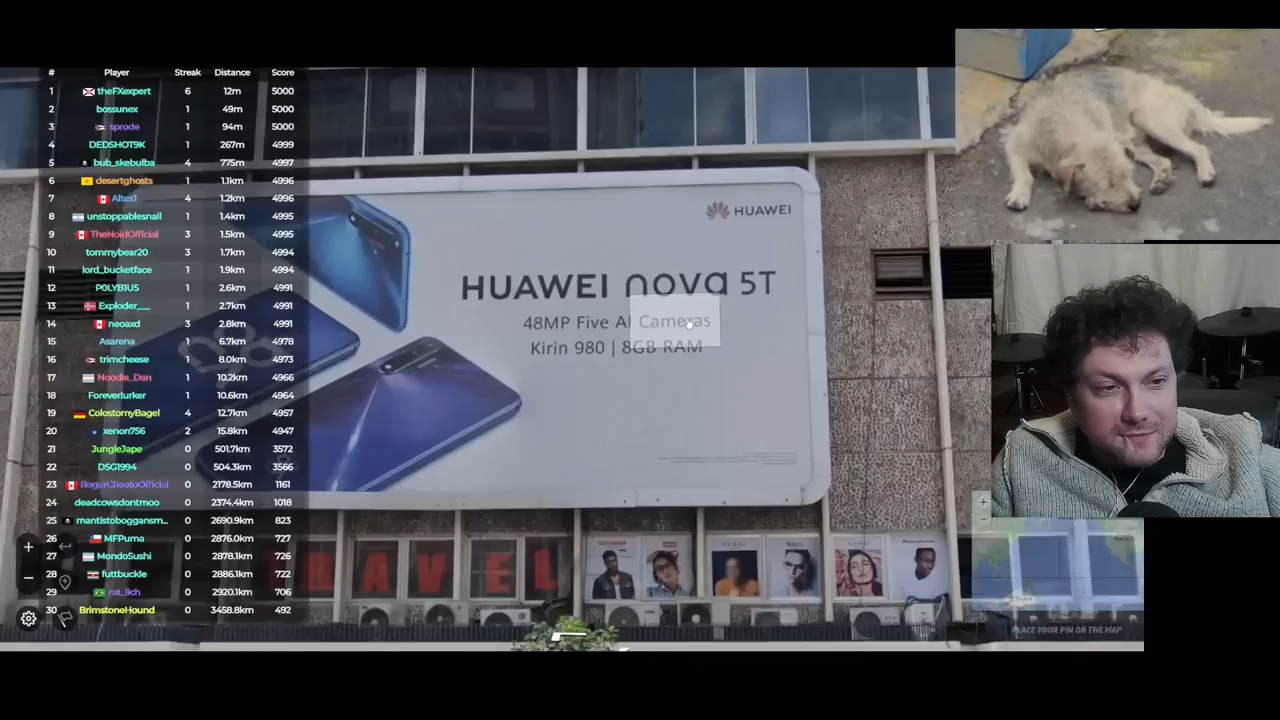 # Player Streak Distance Score
1 theFXexpert 6 12m 5000
2 bossunex 1 49m 5000
3 sprode 1 94m 5000
4 DEDSHOT9K 1 267m 4999
5 bub_skebulba 4 775m 4997
6 desertghosts 1 1.1km 4996
7 Altex1 4 1.2km 4996
8 unstoppablesnail 1 1.4km 4995
9 TheNoidOfficial 3 1.5km 4995
10 tommybear20 3 1.7km 4994
11 lord_bucketface 1 1.9km 4994
12 P0LYB1U5 1 2.6km 4991
13 Exploder___ 1 2.7km 4991
14 neoaxd 3 2.8km 4991
15 Asarena 1 6.7km 4978
16 trimcheese 1 8.0km 4973
17 Noodle_Dan 1 10.2km 4966
18 Foreverlurker 1 10.6km 4964
19 ColostomyBagel 4 12.7km 4957
20 xenon756 2 15.8km 4947
21 JungleJape 0 501.7km 3572
22 DSG1994 0 504.3km 3566
23 RogerCheetoOfficial 0 2178.5km 1161
24 deadcowsdontmoo 0 2374.4km 1018
25 mantistoboggansm... 0 2690.9km 823
26 MFPuma 0 2876.0km 727
27 MondoSushi 0 2878.1km 726
28 futtbuckle 0 2886.1km 722
29 rat_lich 0 2920.1km 706
30 BrimstoneHound 0 3458.8km 492
HUAWEI
HUAWEI nova 5T
48MP Five AI Cameras
Kirin 980 | 8GB RAM
RAVEL
PLACE YOUR PIN ON THE MAP